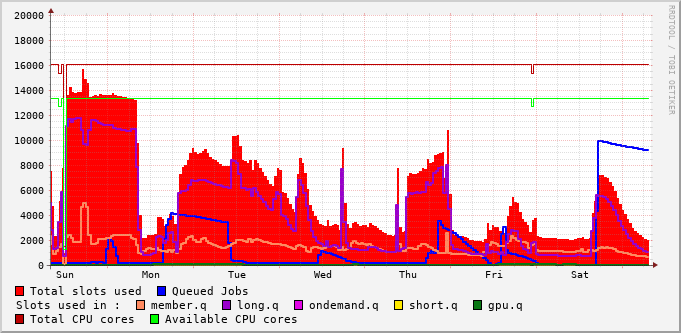 RRDTOOL / TOBI OETIKER
20000
18000
16000
14000
12000
10000
8000
6000
4000
2000
0
Sun Mon Tue Wed Thu Fri Sat
Total slots used Queued Jobs
Slots used in : member.q long.q ondemand.q short.q gpu.q
Total CPU cores Available CPU cores